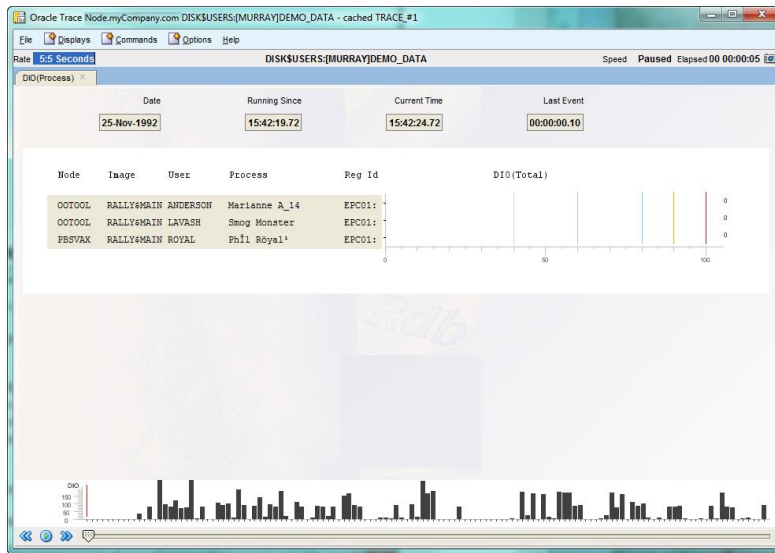 Oracle Trace Node.myCompany.com DISK$USERS:[MURRAY]DEMO_DATA - cached TRACE_#1
File Displays Commands Options Help
Rate 5:5 Seconds DISK$USERS:[MURRAY]DEMO_DATA Speed Paused Elapsed 00 00:00:05
DIO(Process)
Date Running Since Current Time Last Event
25-Nov-1992 15:42:19.72 15:42:24.72 00:00:00.10
Node Image User Process Reg Id DIO(Total)
OOTOOL RALLY$MAIN ANDERSON Marianne A_14 EPC01: 0
OOTOOL RALLY$MAIN LAVASH Smog Monster EPC01: 0
PBSVAX RALLY$MAIN ROYAL PhÎl Röyal¹ EPC01: 0
0 50 100
Rdb
DIO
150
100
50
0